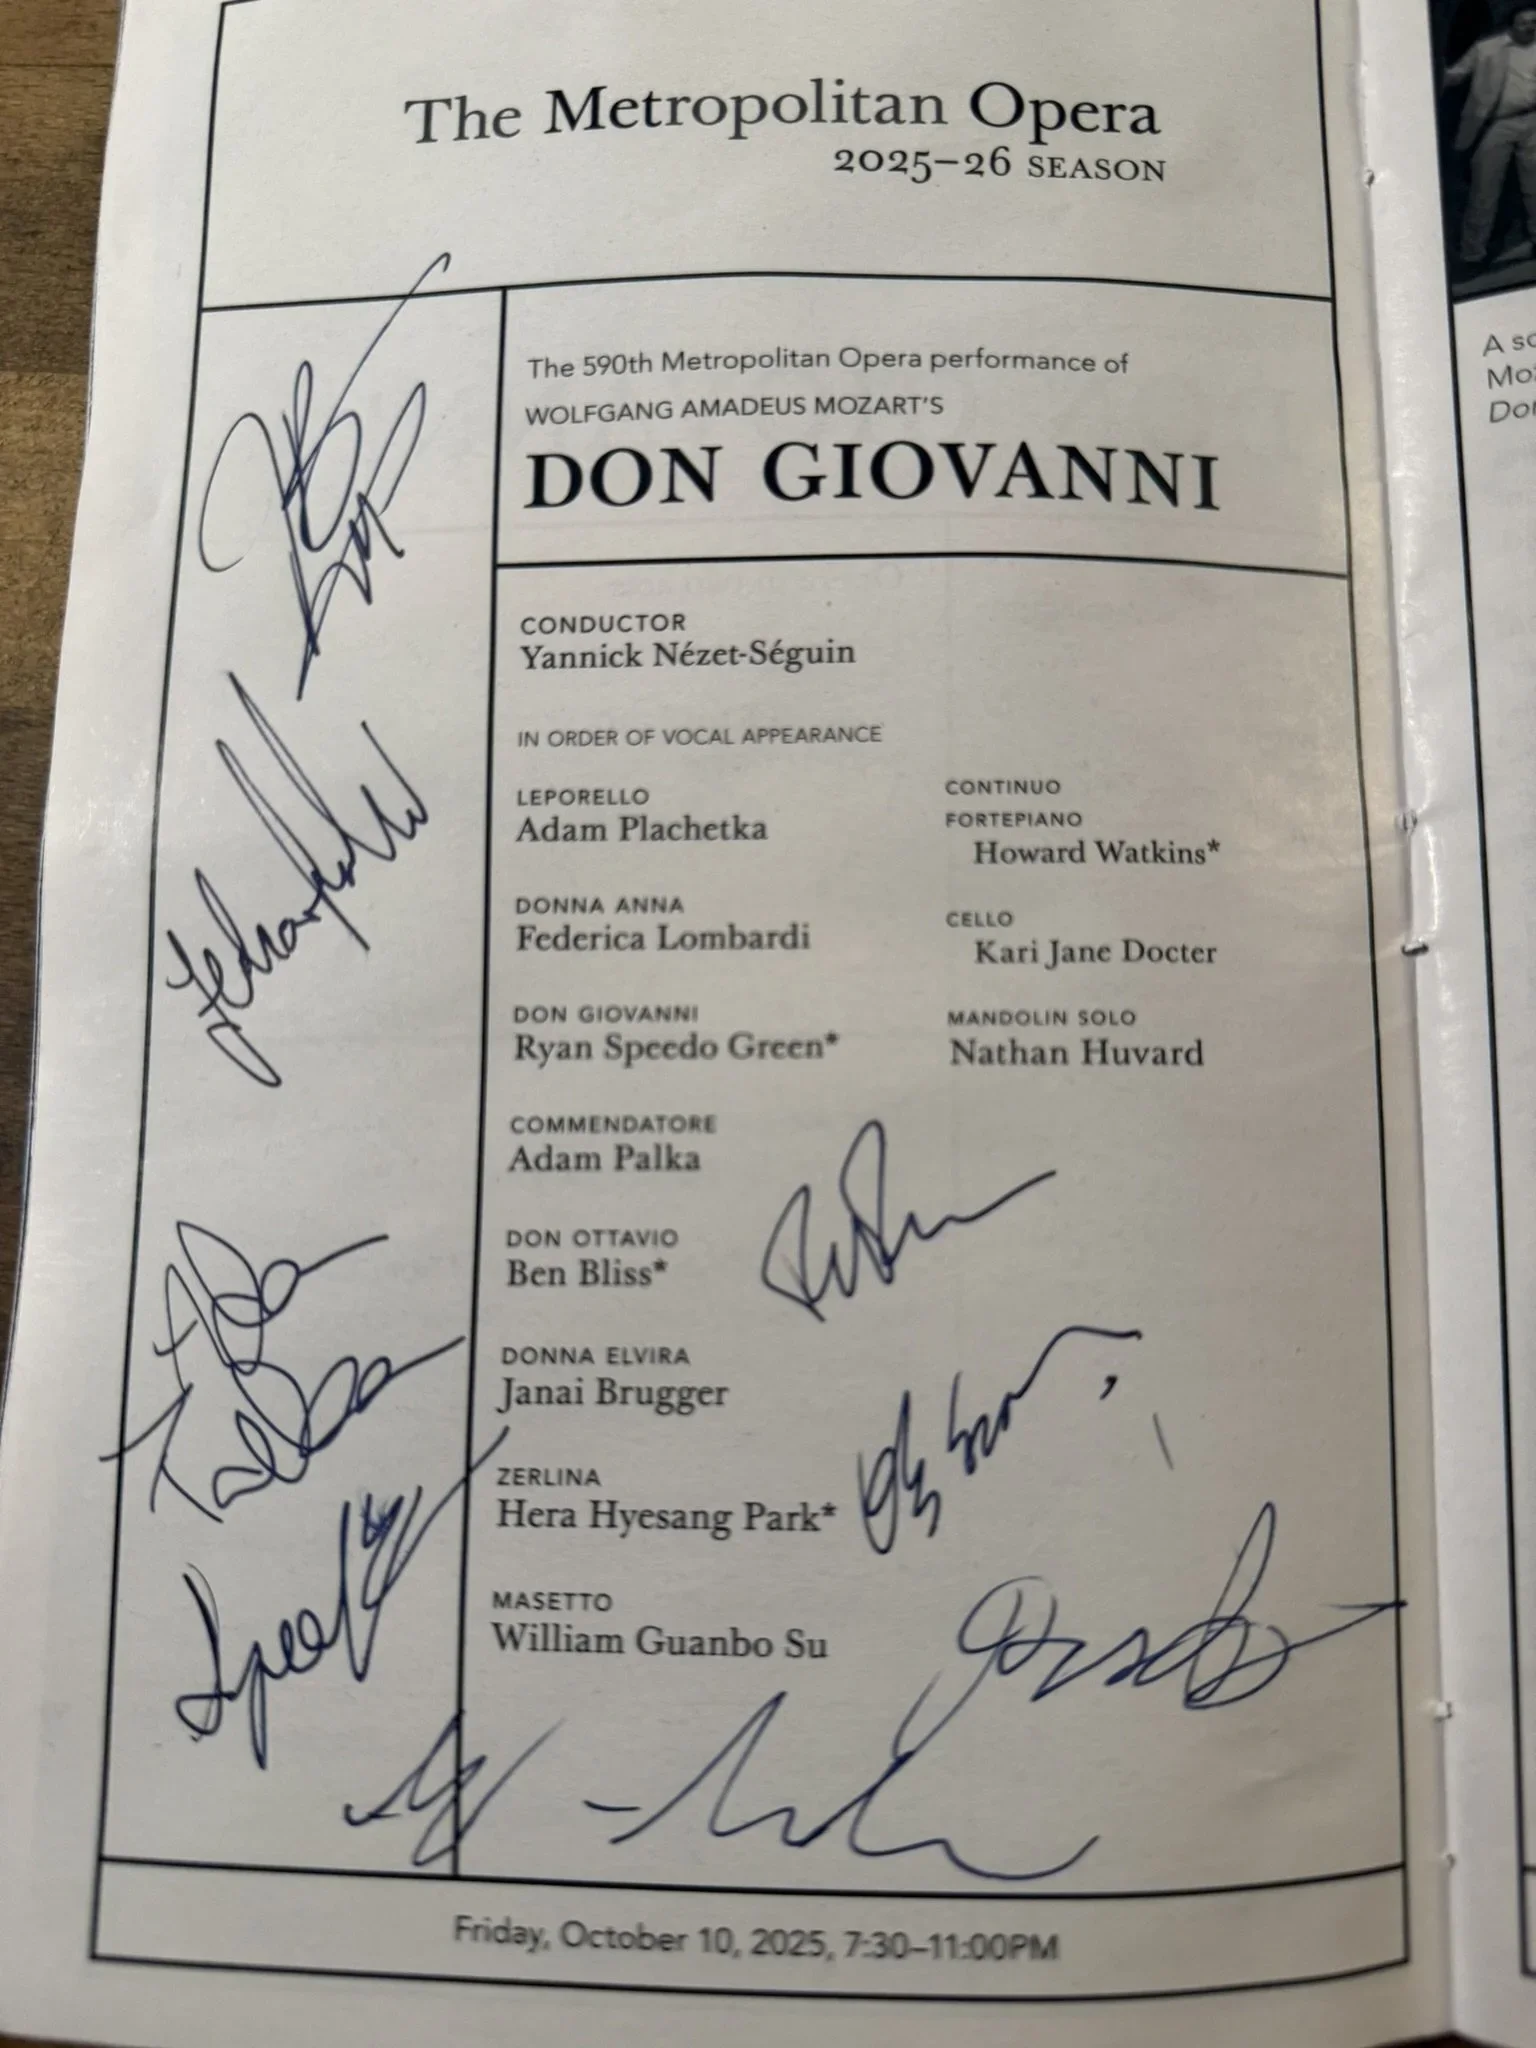 The Metropolitan Opera
2025–26 SEASON
The 590th Metropolitan Opera performance of
WOLFGANG AMADEUS MOZART'S
DON GIOVANNI
CONDUCTOR
Yannick Nézet-Séguin
IN ORDER OF VOCAL APPEARANCE
LEPORELLO
Adam Plachetka
DONNA ANNA
Federica Lombardi
DON GIOVANNI
Ryan Speedo Green*
COMMENDATORE
Adam Palka
DON OTTAVIO
Ben Bliss*
DONNA ELVIRA
Janai Brugger
ZERLINA
Hera Hyesang Park*
MASETTO
William Guanbo Su
CONTINUO
FORTEPIANO
Howard Watkins*
CELLO
Kari Jane Docter
MANDOLIN SOLO
Nathan Huvard
Adam
Palka
Speedo
Friday, October 10, 2025, 7:30–11:00PM
A